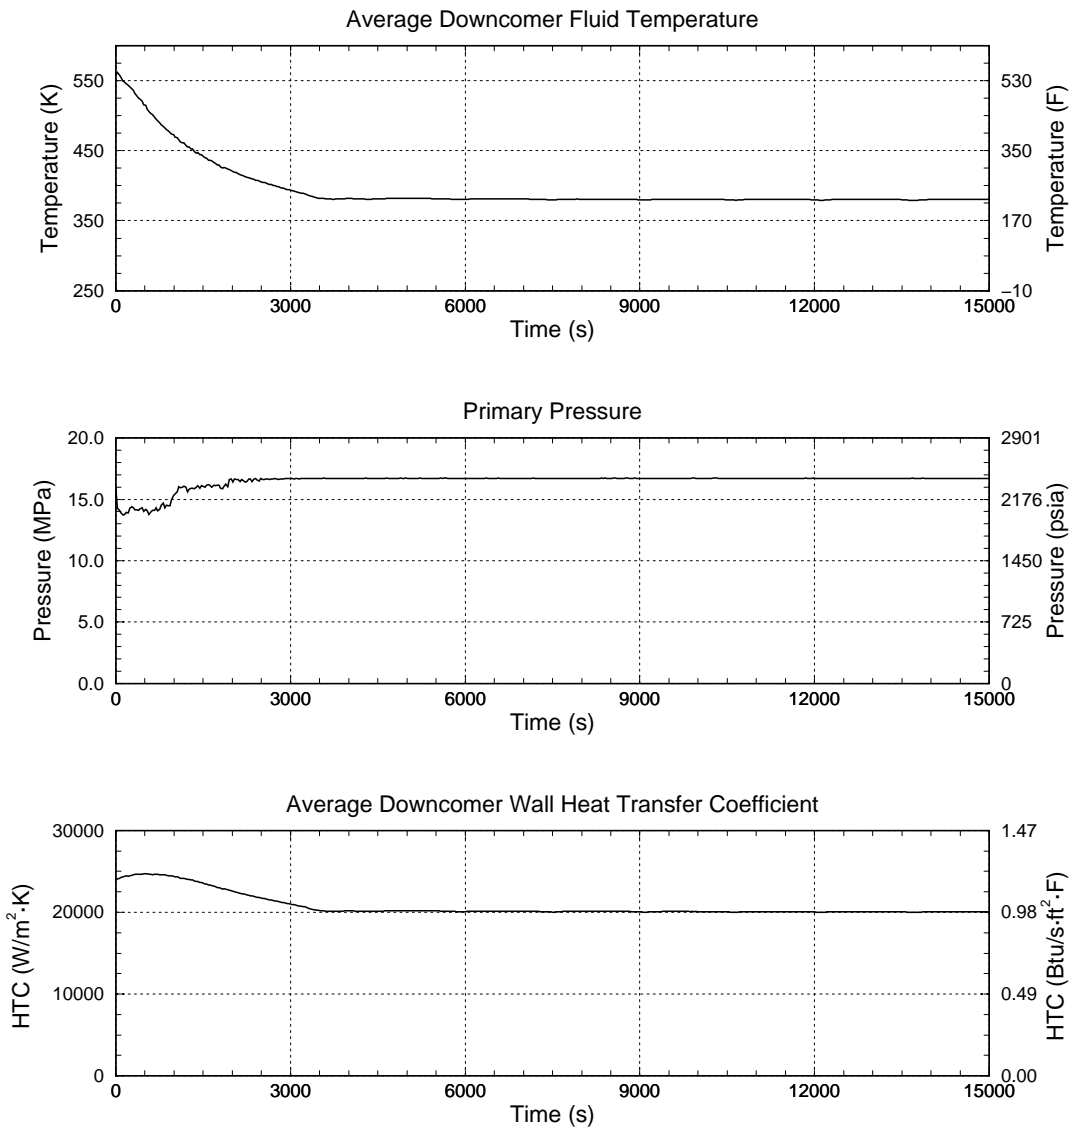 Average Downcomer Fluid Temperature
Temperature (K)
550
450
350
250
530
350
170
−10
Temperature (F)
0 3000 6000 9000 12000 15000
Time (s)
Primary Pressure
Pressure (MPa)
20.0
15.0
10.0
5.0
0.0
2901
2176
1450
725
0
Pressure (psia)
0 3000 6000 9000 12000 15000
Time (s)
Average Downcomer Wall Heat Transfer Coefficient
HTC (W/m²·K)
30000
20000
10000
0
1.47
0.98
0.49
0.00
HTC (Btu/s·ft²·F)
0 3000 6000 9000 12000 15000
Time (s)